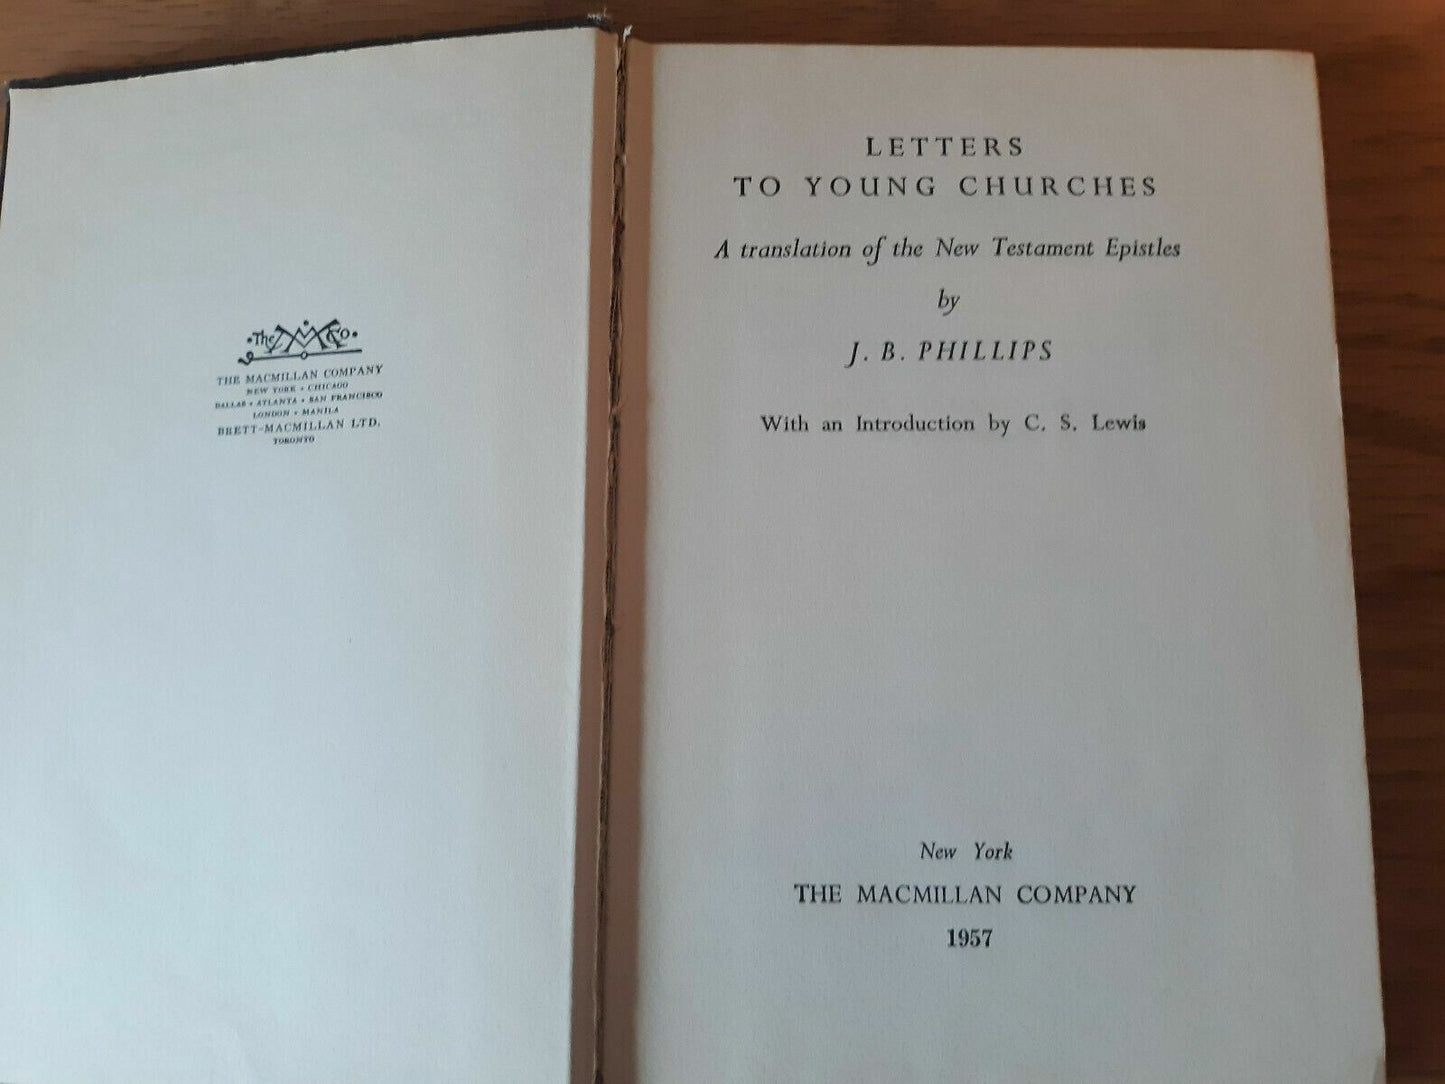 The M & Co.
THE MACMILLAN COMPANY
NEW YORK • CHICAGO
DALLAS • ATLANTA • SAN FRANCISCO
LONDON • MANILA
BRETT-MACMILLAN LTD.
TORONTO
LETTERS
TO YOUNG CHURCHES
A translation of the New Testament Epistles
by
J. B. PHILLIPS
With an Introduction by C. S. Lewis
New York
THE MACMILLAN COMPANY
1957